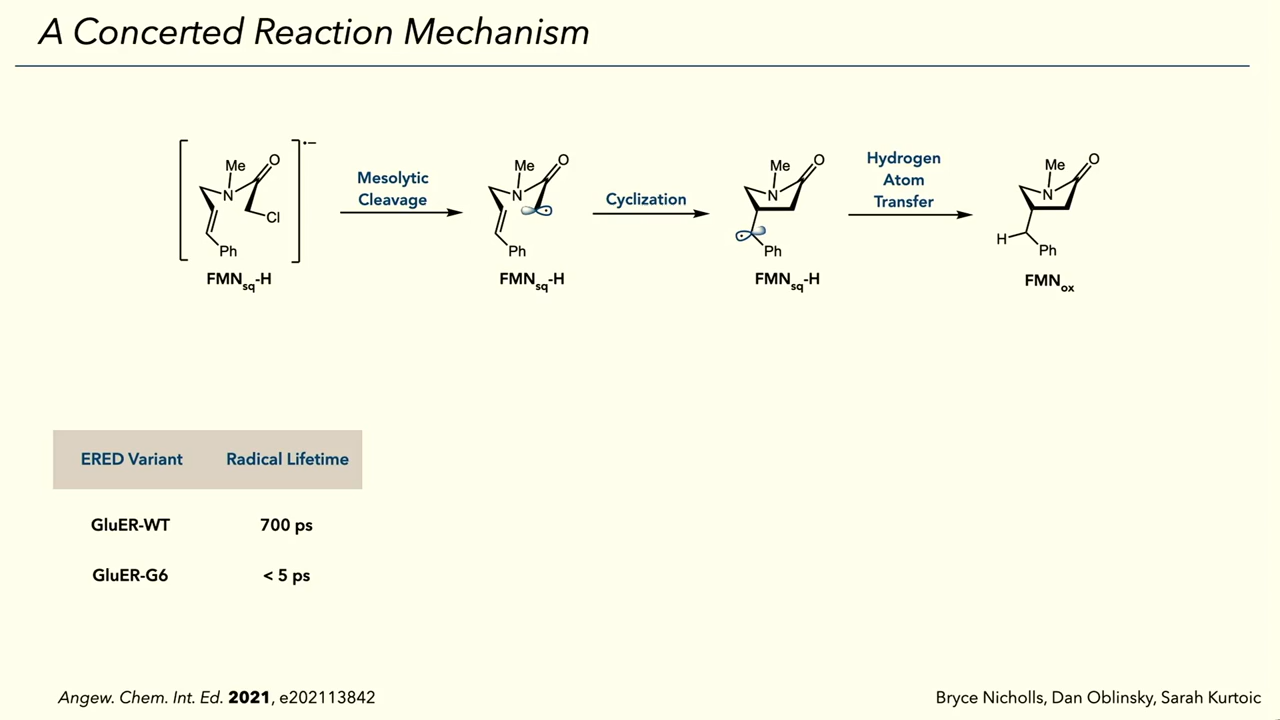 A Concerted Reaction Mechanism
Me
O
N
Cl
Ph
•–
FMNsq-H
Mesolytic
Cleavage
Me
O
N
Ph
FMNsq-H
Cyclization
Me
O
N
Ph
FMNsq-H
Hydrogen
Atom
Transfer
Me
O
N
H
Ph
FMNox
ERED Variant Radical Lifetime
GluER-WT 700 ps
GluER-G6 < 5 ps
Angew. Chem. Int. Ed. 2021, e202113842
Bryce Nicholls, Dan Oblinsky, Sarah Kurtoic